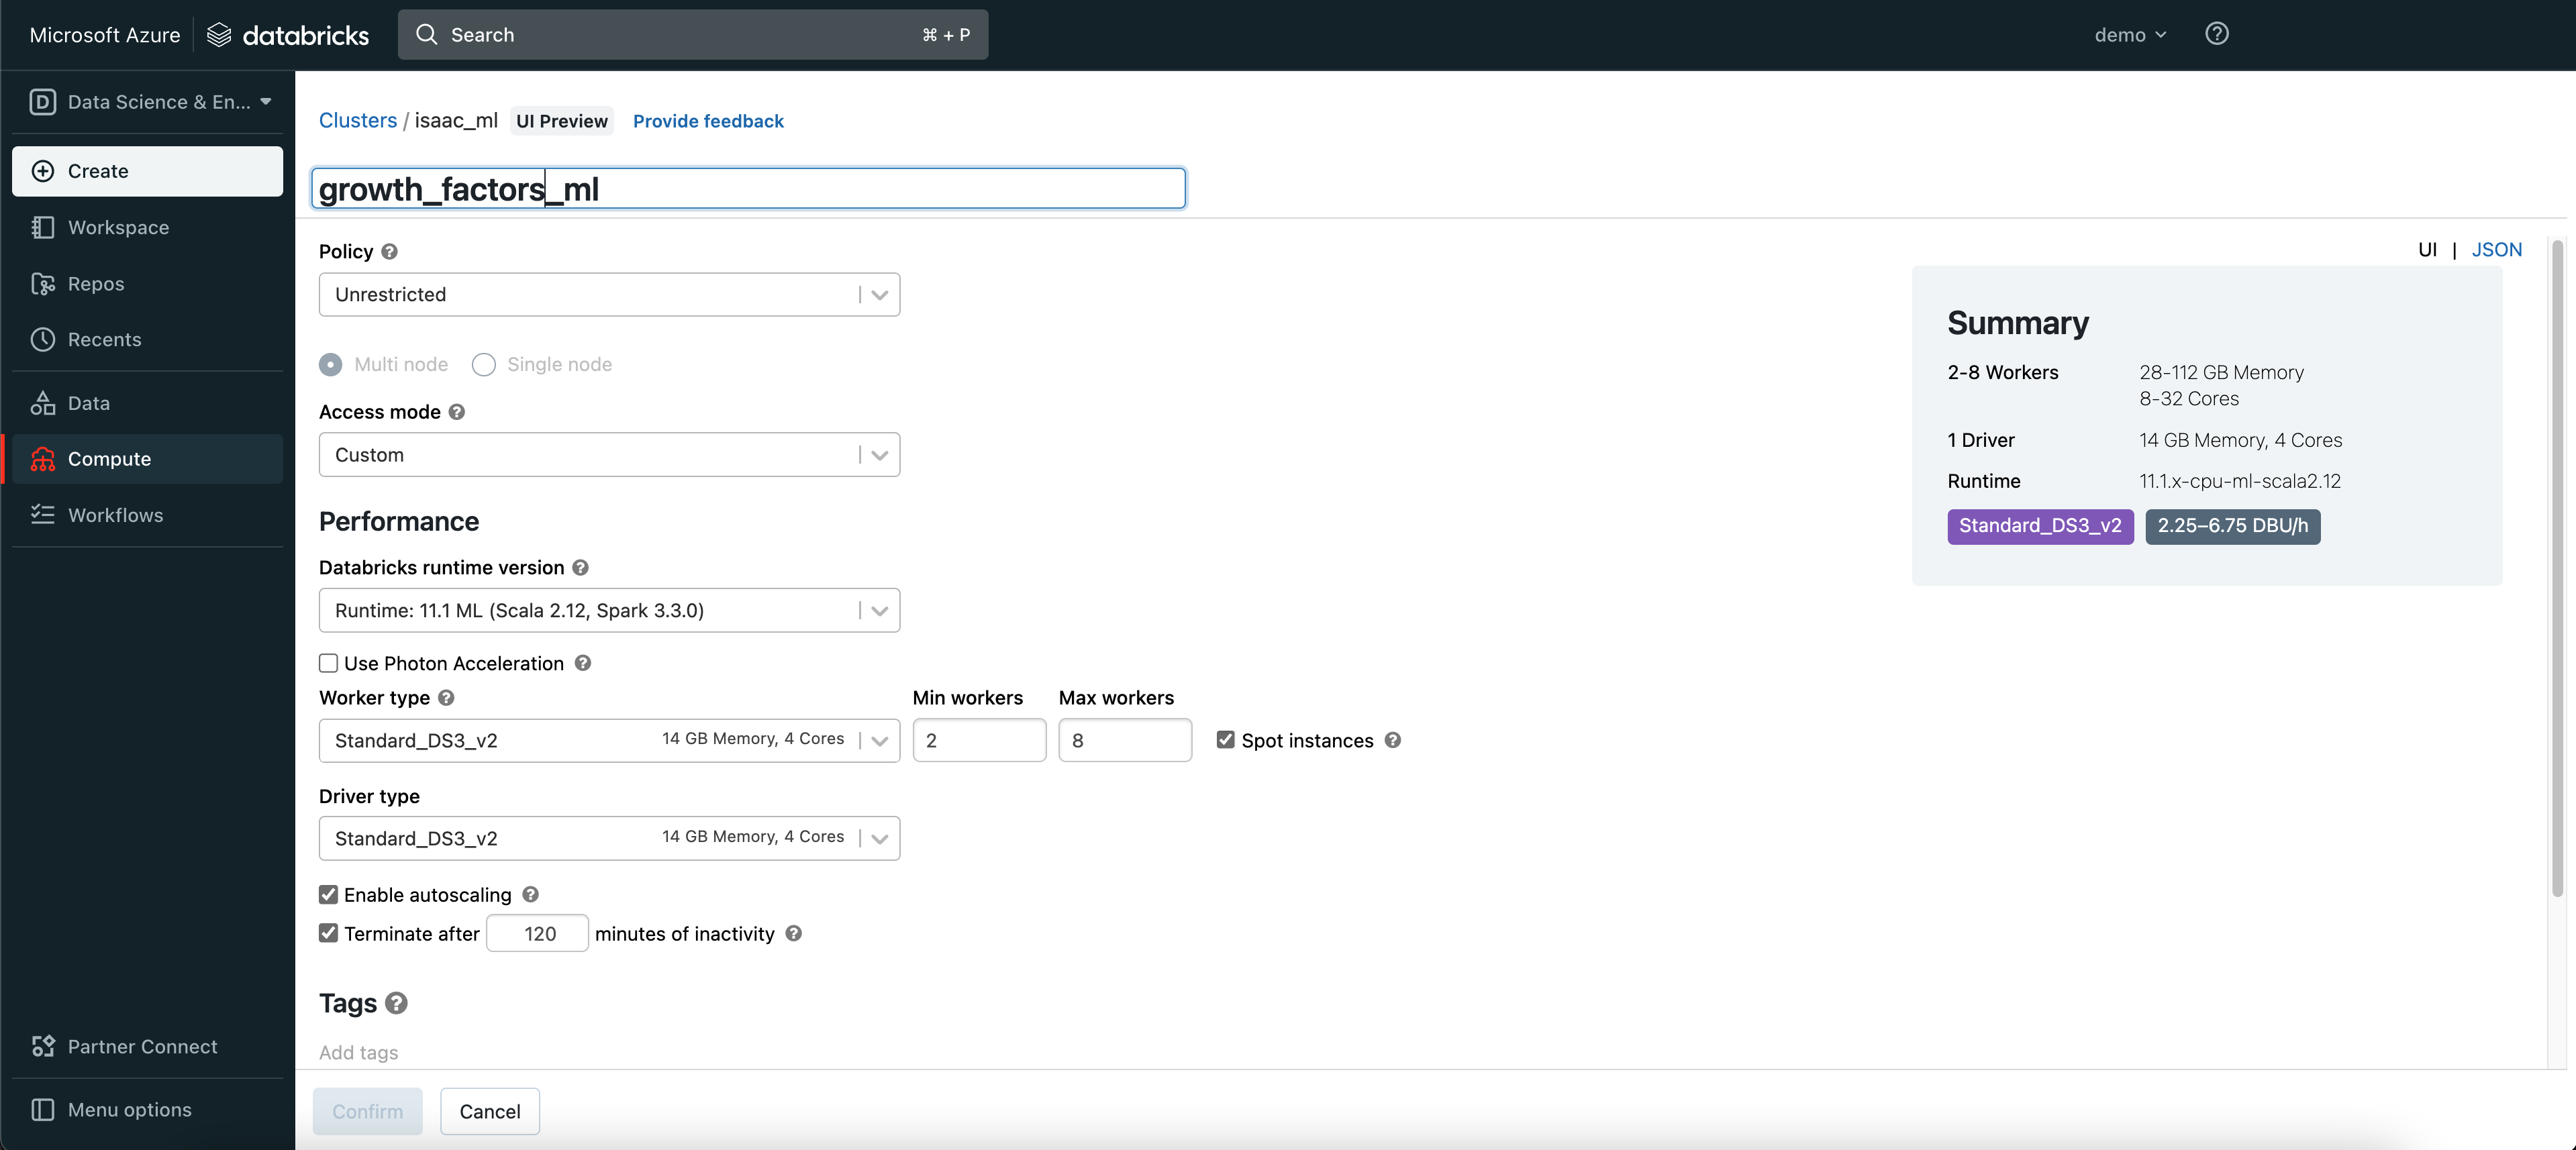 Microsoft Azure databricks Search ⌘ + P demo
Data Science & En...
Create
Workspace
Repos
Recents
Data
Compute
Workflows
Partner Connect
Menu options
Clusters / isaac_ml UI Preview Provide feedback
growth_factors_ml
UI | JSON
Policy
Unrestricted
Multi node Single node
Access mode
Custom
Performance
Databricks runtime version
Runtime: 11.1 ML (Scala 2.12, Spark 3.3.0)
Use Photon Acceleration
Worker type Min workers Max workers
Standard_DS3_v2 14 GB Memory, 4 Cores 2 8 Spot instances
Driver type
Standard_DS3_v2 14 GB Memory, 4 Cores
Enable autoscaling
Terminate after 120 minutes of inactivity
Tags
Add tags
Confirm Cancel
Summary
2-8 Workers 28-112 GB Memory
8-32 Cores
1 Driver 14 GB Memory, 4 Cores
Runtime 11.1.x-cpu-ml-scala2.12
Standard_DS3_v2 2.25–6.75 DBU/h